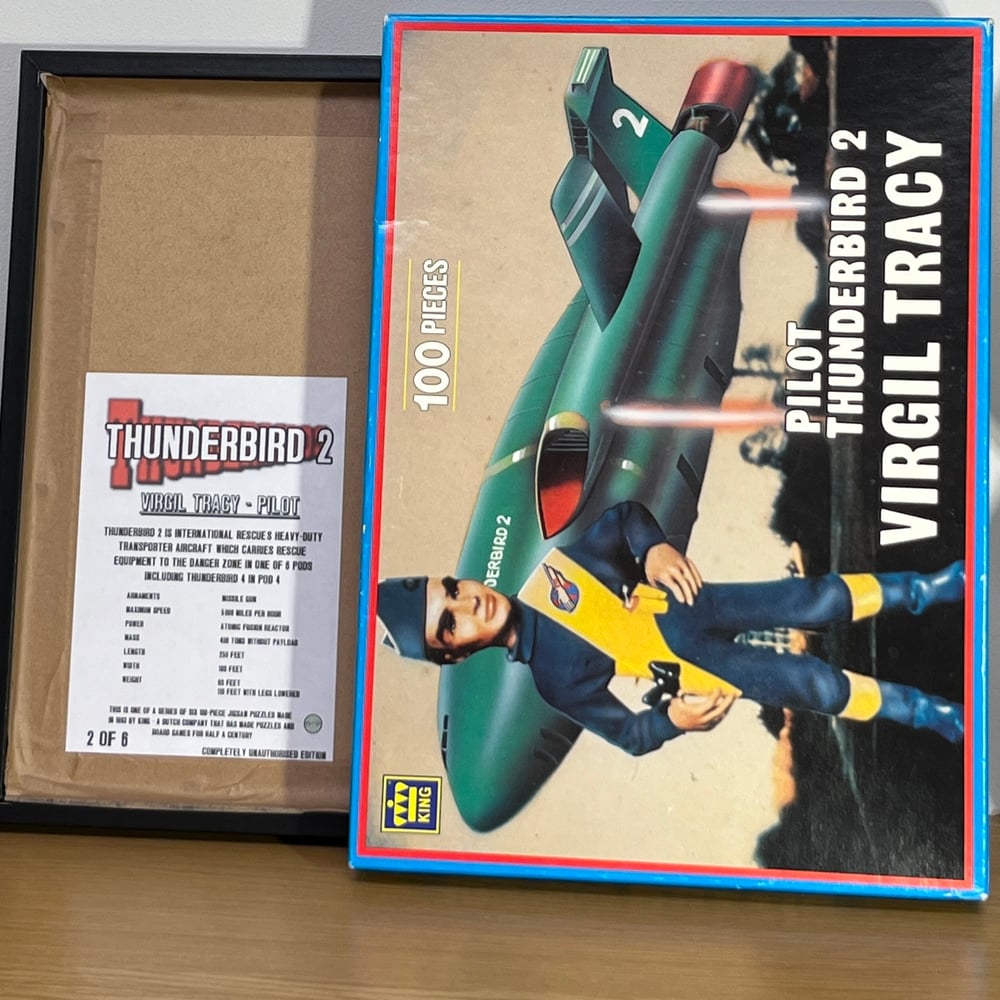 THUNDERBIRD 2
VIRGIL TRACY - PILOT
THUNDERBIRD 2 IS INTERNATIONAL RESCUE'S HEAVY-DUTY
TRANSPORTER AIRCRAFT WHICH CARRIES RESCUE
EQUIPMENT TO THE DANGER ZONE IN ONE OF 6 PODS
INCLUDING THUNDERBIRD 4 IN POD 4
ARMAMENTS MISSILE GUN
MAXIMUM SPEED 5000 MILES PER HOUR
POWER ATOMIC FUSION REACTOR
MASS TONS WITHOUT PAYLOAD
LENGTH 250 FEET
WIDTH FEET
HEIGHT FEET
FEET WITH LEGS LOWERED
THIS IS ONE OF A SERIES OF SIX 100-PIECE JIGSAW PUZZLES MADE
IN BY KING - A DUTCH COMPANY THAT HAS MADE PUZZLES AND
BOARD GAMES FOR HALF A CENTURY
2 OF 6
COMPLETELY UNAUTHORISED EDITION
100 PIECES
2
DERBIRD 2
PILOT
THUNDERBIRD 2
VIRGIL TRACY
KING